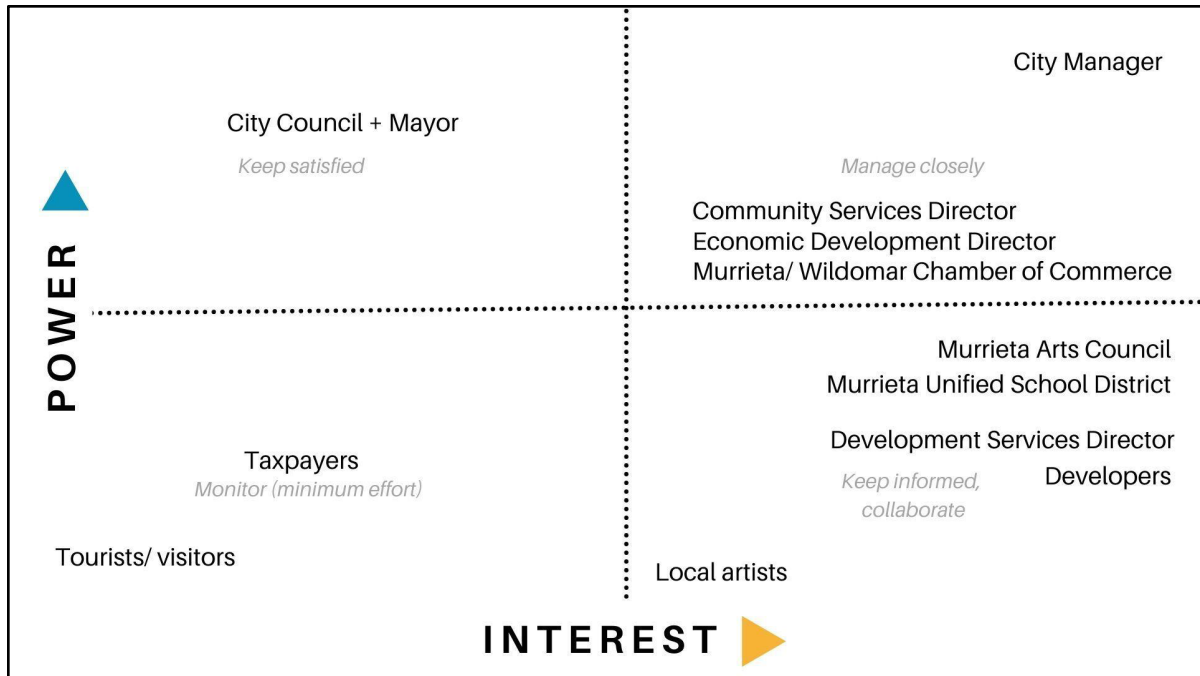 City Manager
City Council + Mayor
Keep satisfied
Manage closely
Community Services Director
Economic Development Director
Murrieta/ Wildomar Chamber of Commerce
POWER
Murrieta Arts Council
Murrieta Unified School District
Development Services Director
Taxpayers
Monitor (minimum effort)
Developers
Keep informed,
collaborate
Tourists/ visitors
Local artists
INTEREST